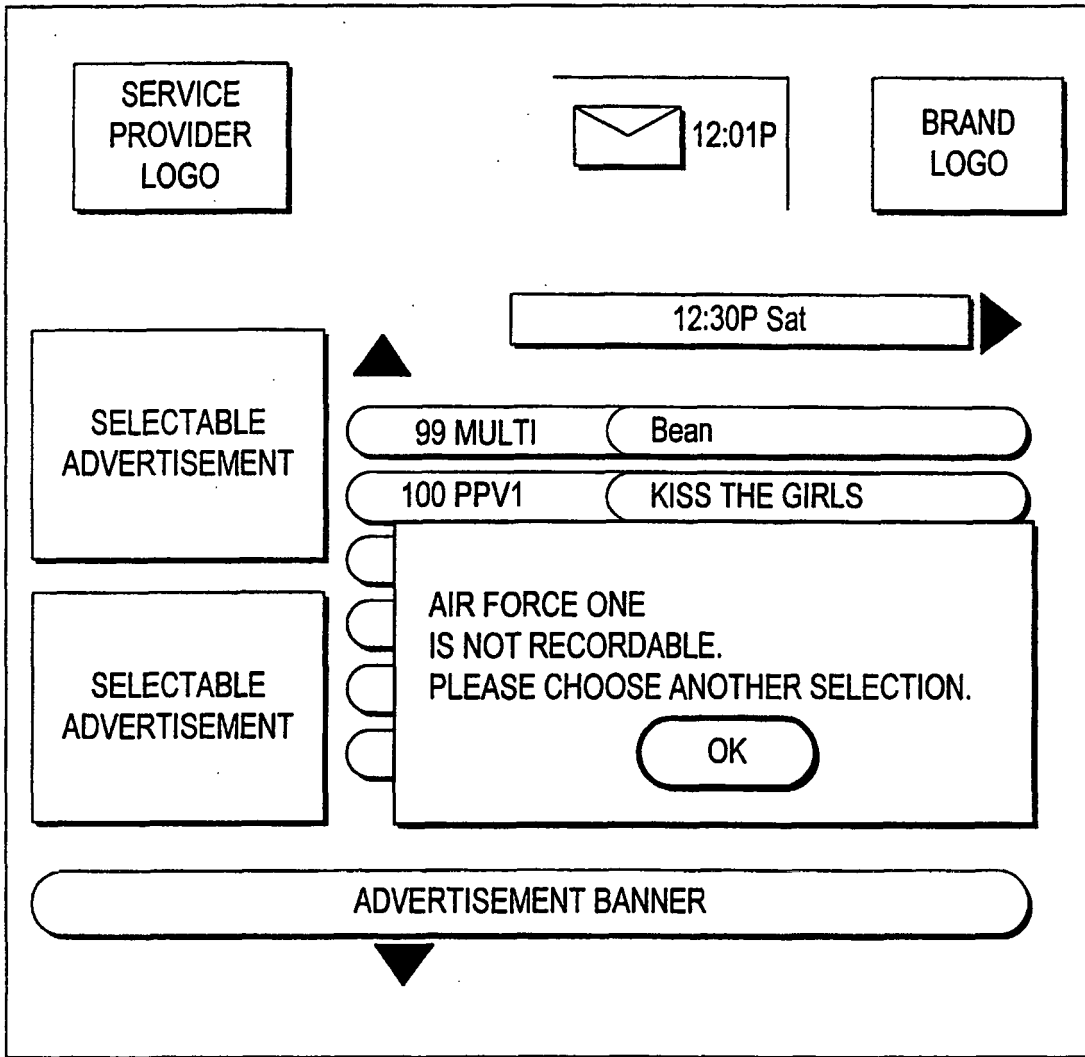 SERVICE
PROVIDER
LOGO
12:01P
BRAND
LOGO
12:30P Sat
SELECTABLE
ADVERTISEMENT
99 MULTI Bean
100 PPV1 KISS THE GIRLS
AIR FORCE ONE
IS NOT RECORDABLE.
PLEASE CHOOSE ANOTHER SELECTION.
OK
SELECTABLE
ADVERTISEMENT
ADVERTISEMENT BANNER